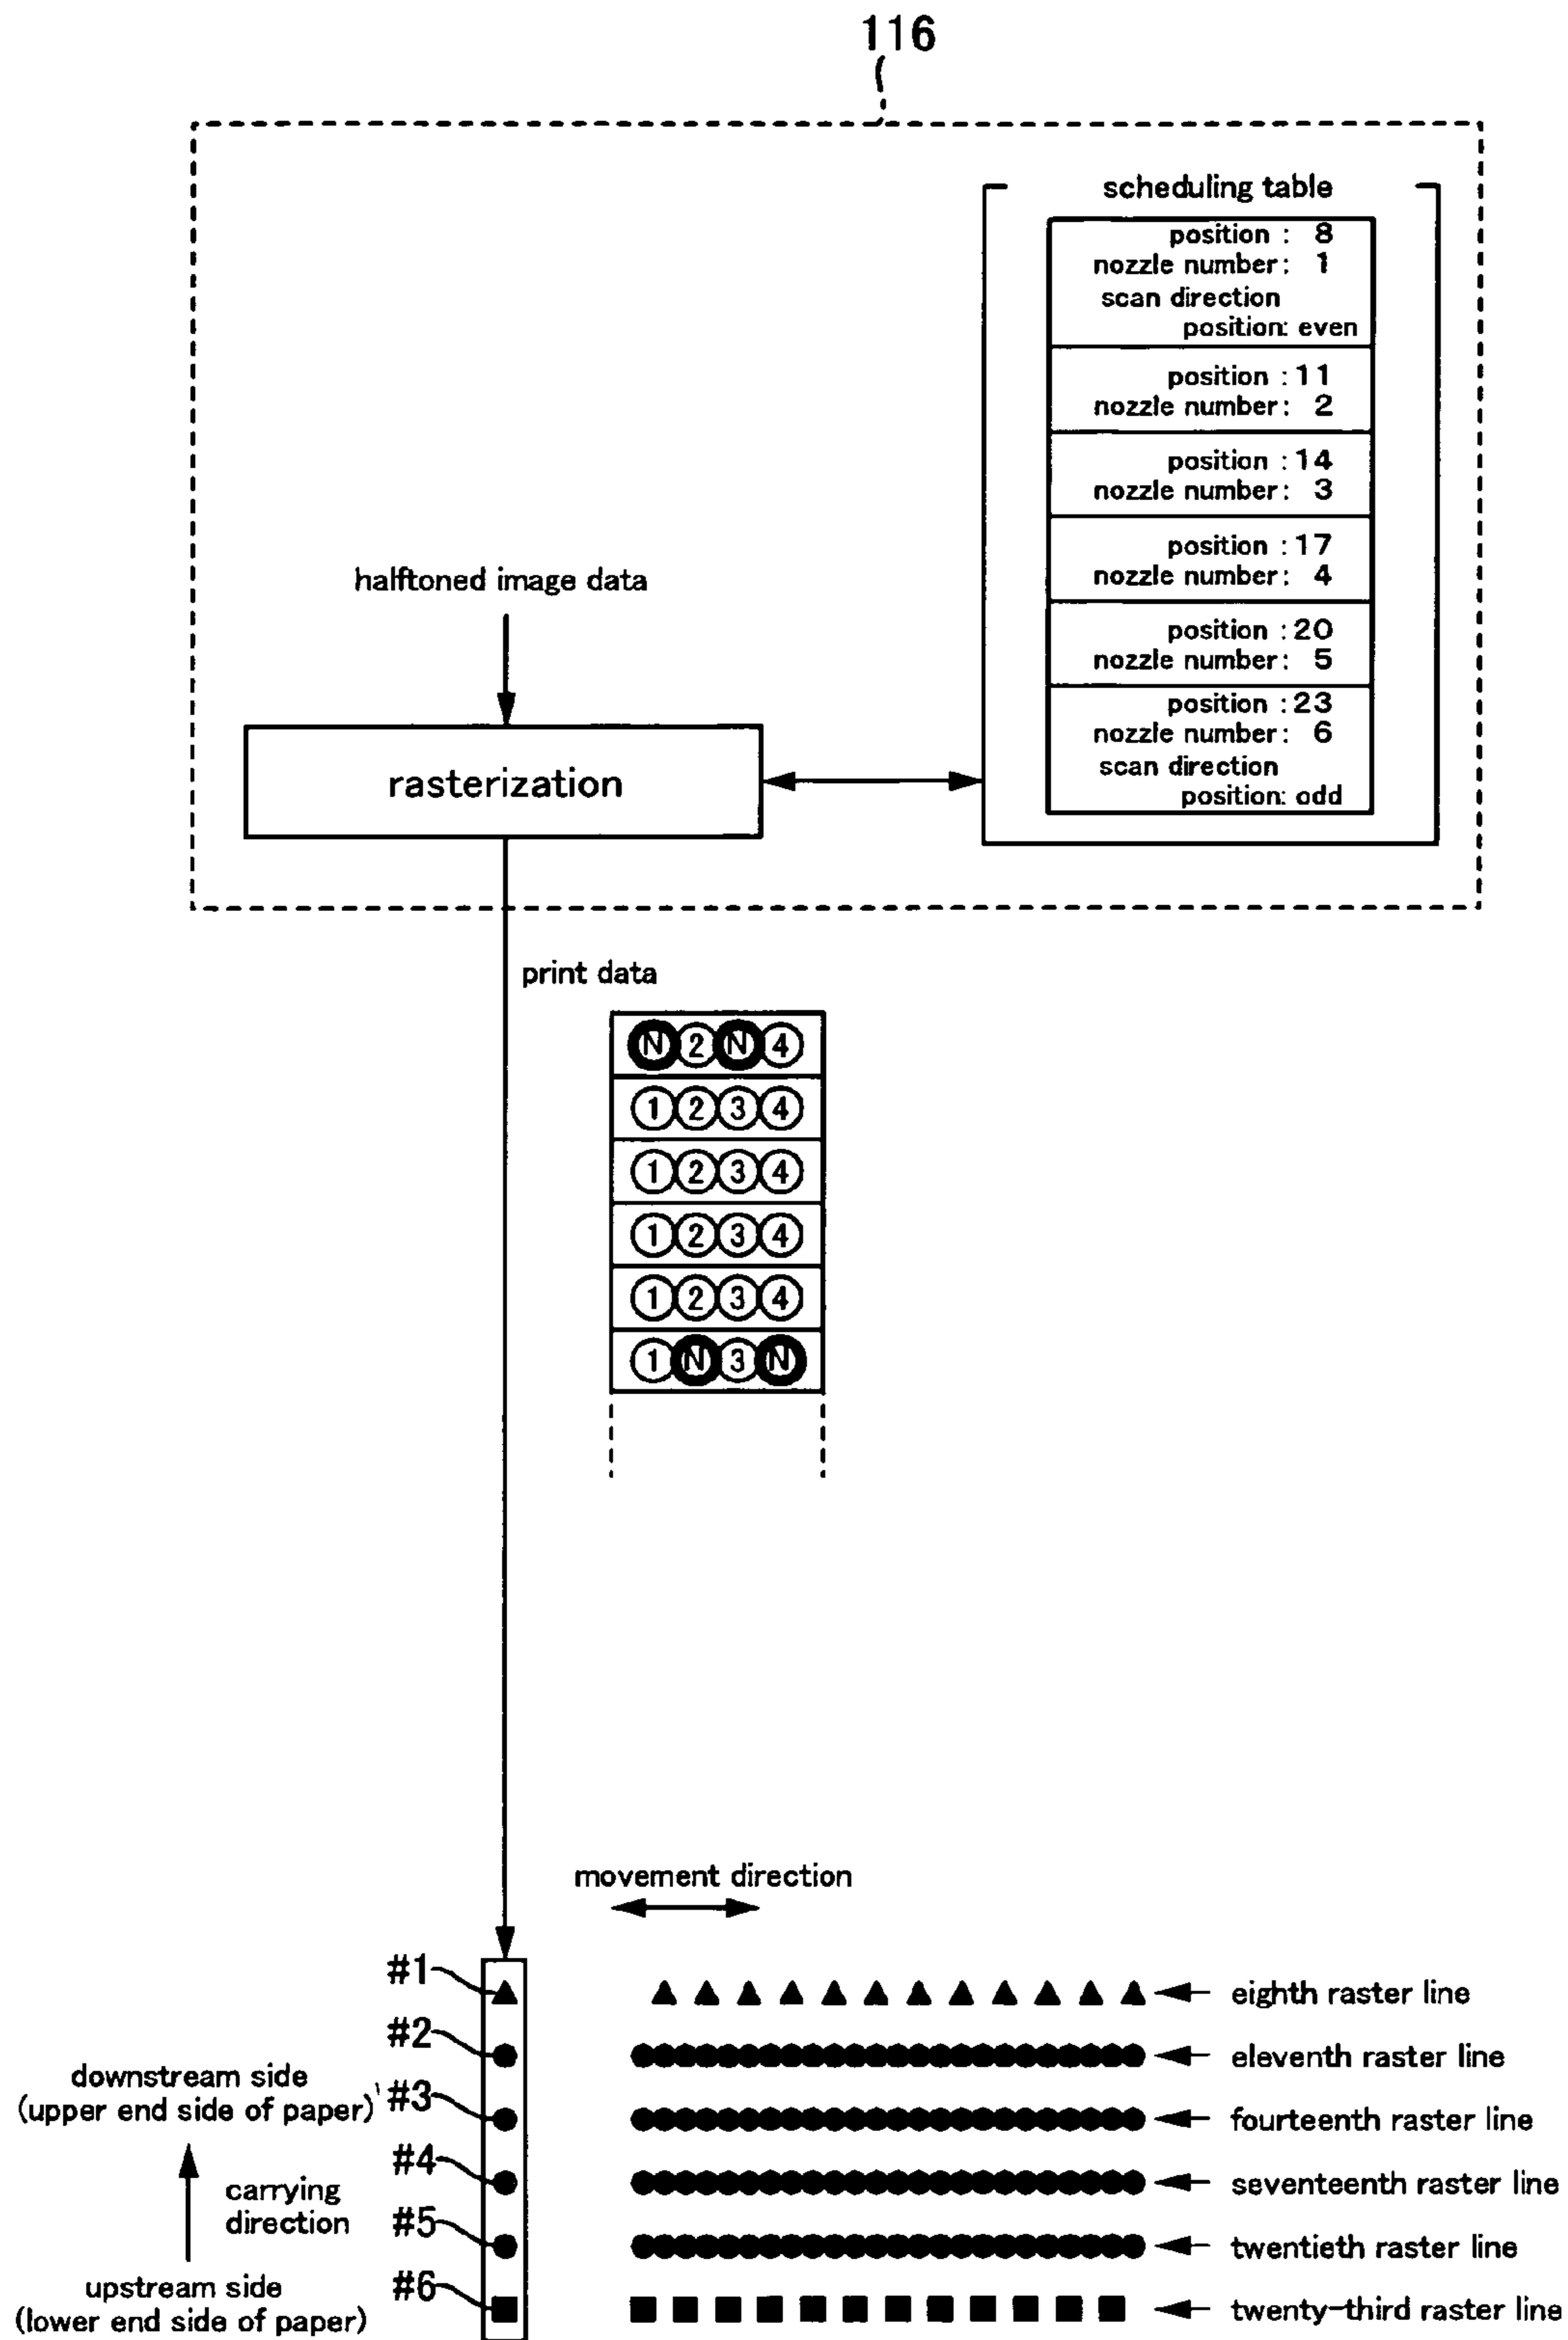 116
scheduling table
position : 8
nozzle number: 1
scan direction
position: even
position : 11
nozzle number: 2
position : 14
nozzle number: 3
position : 17
nozzle number: 4
position : 20
nozzle number: 5
position : 23
nozzle number: 6
scan direction
position: odd
halftoned image data
rasterization
print data
N 2 N 4
1 2 3 4
1 2 3 4
1 2 3 4
1 2 3 4
1 N 3 N
movement direction
#1
eighth raster line
#2
eleventh raster line
downstream side
(upper end side of paper)
#3
fourteenth raster line
#4
seventeenth raster line
carrying
direction
#5
twentieth raster line
upstream side
(lower end side of paper)
#6
twenty-third raster line